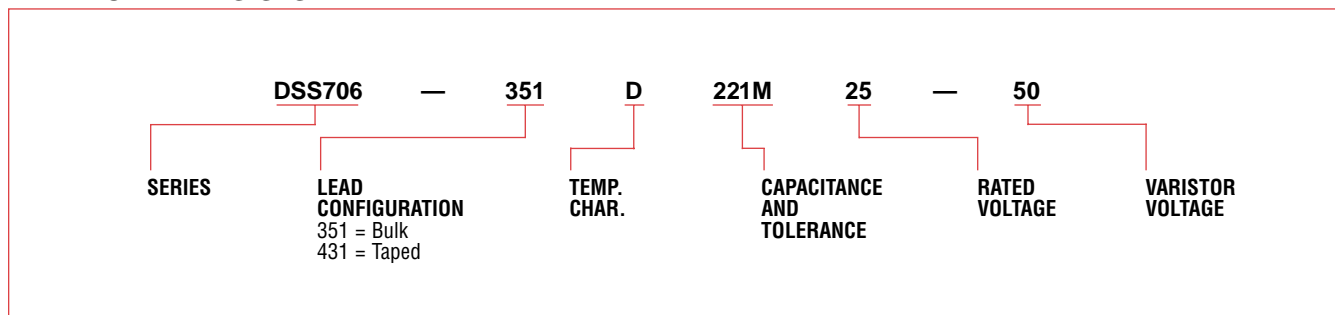 DSS706 — 351 D 221M 25 — 50
SERIES
LEAD
CONFIGURATION
351 = Bulk
431 = Taped
TEMP.
CHAR.
CAPACITANCE
AND
TOLERANCE
RATED
VOLTAGE
VARISTOR
VOLTAGE